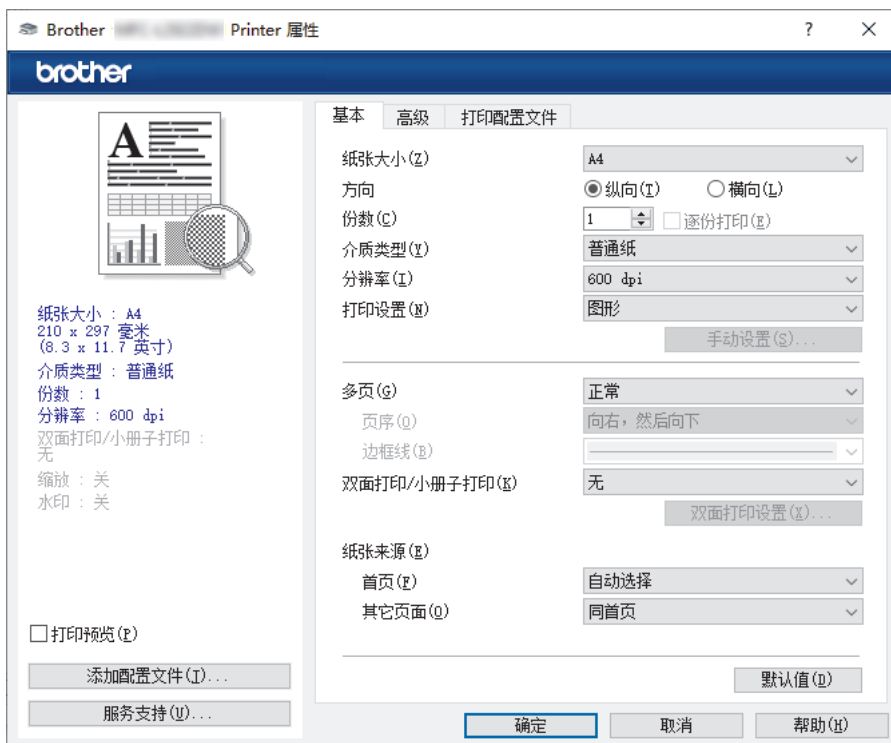 Brother Printer 属性
? ×
brother
A
基本 高级 打印配置文件
纸张大小(Z) A4
方向 纵向(T) 横向(L)
份数(C) 1 逐份打印(E)
介质类型(Y) 普通纸
分辨率(I) 600 dpi
打印设置(N) 图形
手动设置(S)...
多页(G) 正常
页序(O) 向右，然后向下
边框线(B)
双面打印/小册子打印(K) 无
双面打印设置(X)...
纸张来源(E)
首页(F) 自动选择
其它页面(O) 同首页
默认值(D)
纸张大小 : A4
210 x 297 毫米
(8.3 x 11.7 英寸)
介质类型 : 普通纸
份数 : 1
分辨率 : 600 dpi
双面打印/小册子打印 :
无
缩放 : 关
水印 : 关
打印预览(P)
添加配置文件(I)...
服务支持(U)...
确定 取消 帮助(H)